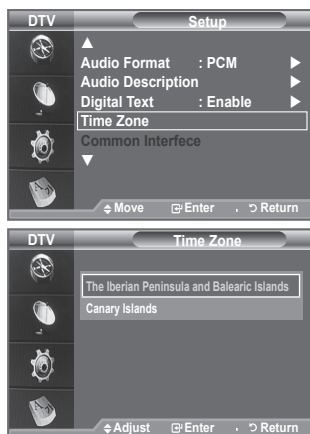 DTV Setup
▲
Audio Format : PCM ▶
Audio Description ▶
Digital Text : Enable ▶
Time Zone
Common Interfece
▼
Move Enter Return
DTV Time Zone
The Iberian Peninsula and Balearic Islands
Canary Islands
Adjust Enter Return